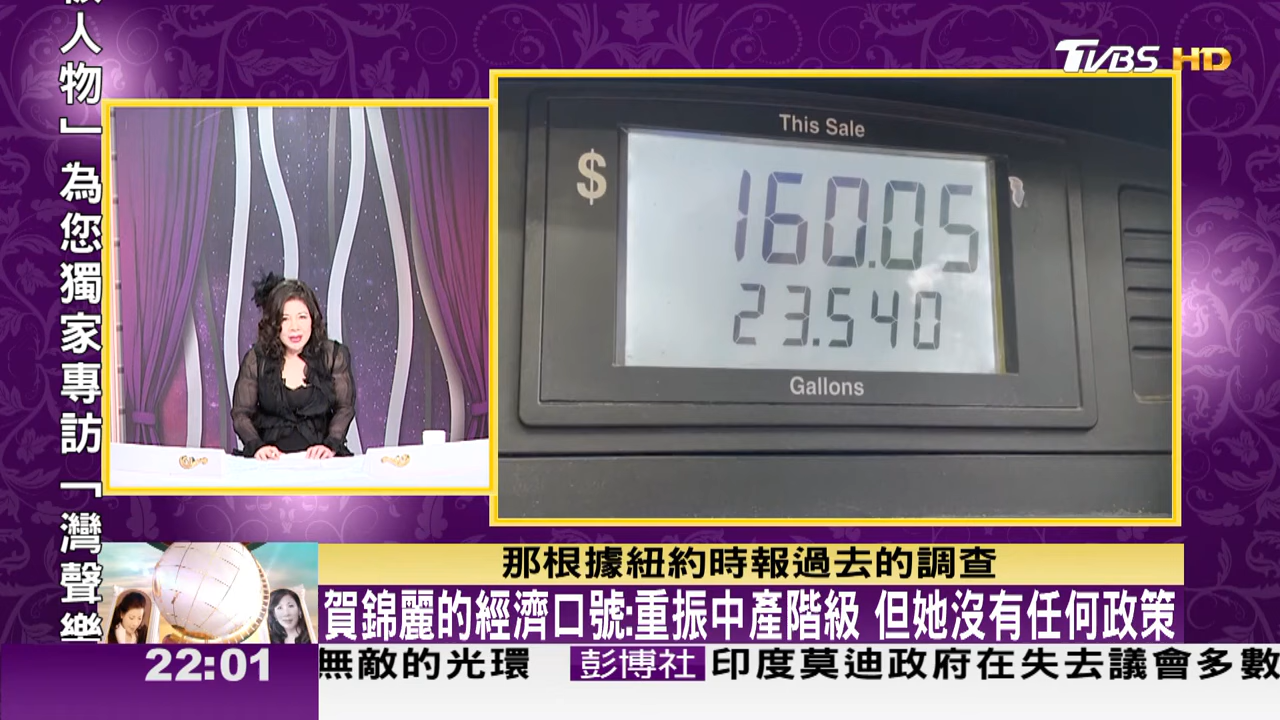 人物」為您獨家專訪「灣聲樂
TVBS HD
This Sale
$ 160.05
23.540
Gallons
那根據紐約時報過去的調查
賀錦麗的經濟口號:重振中產階級 但她沒有任何政策
22:01 無敵的光環 彭博社 印度莫迪政府在失去議會多數